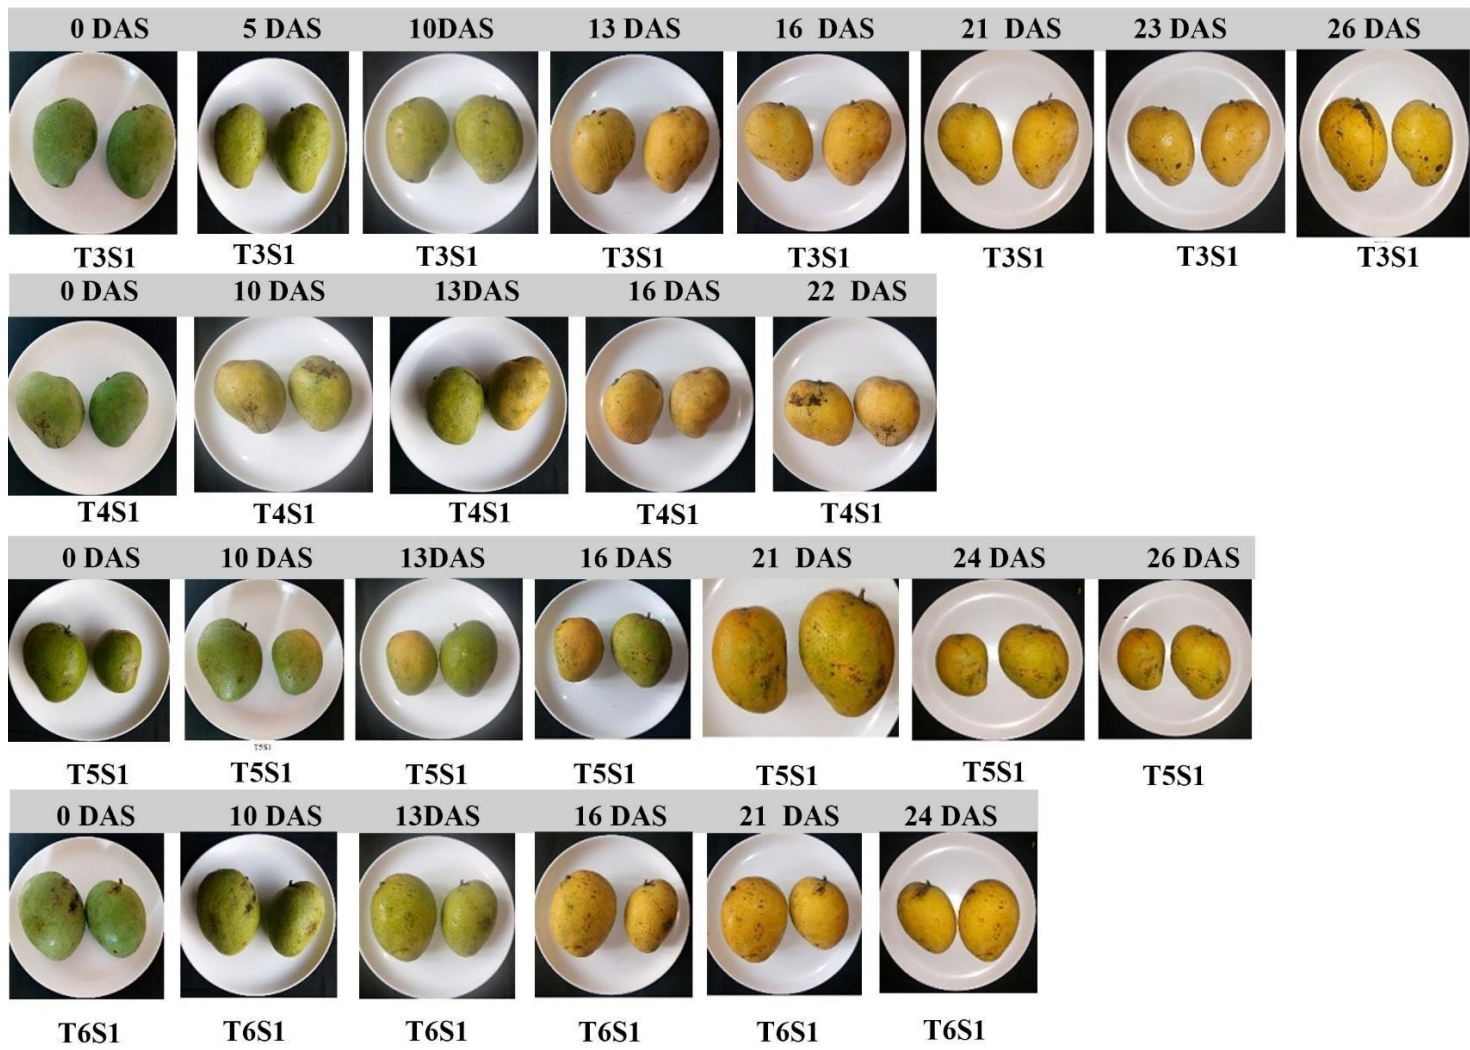 0 DAS 5 DAS 10DAS 13 DAS 16 DAS 21 DAS 23 DAS 26 DAS
T3S1 T3S1 T3S1 T3S1 T3S1 T3S1 T3S1 T3S1
0 DAS 10 DAS 13DAS 16 DAS 22 DAS
T4S1 T4S1 T4S1 T4S1 T4S1
0 DAS 10 DAS 13DAS 16 DAS 21 DAS 24 DAS 26 DAS
T5S1
T5S1 T5S1 T5S1 T5S1 T5S1 T5S1 T5S1
0 DAS 10 DAS 13DAS 16 DAS 21 DAS 24 DAS
T6S1 T6S1 T6S1 T6S1 T6S1 T6S1